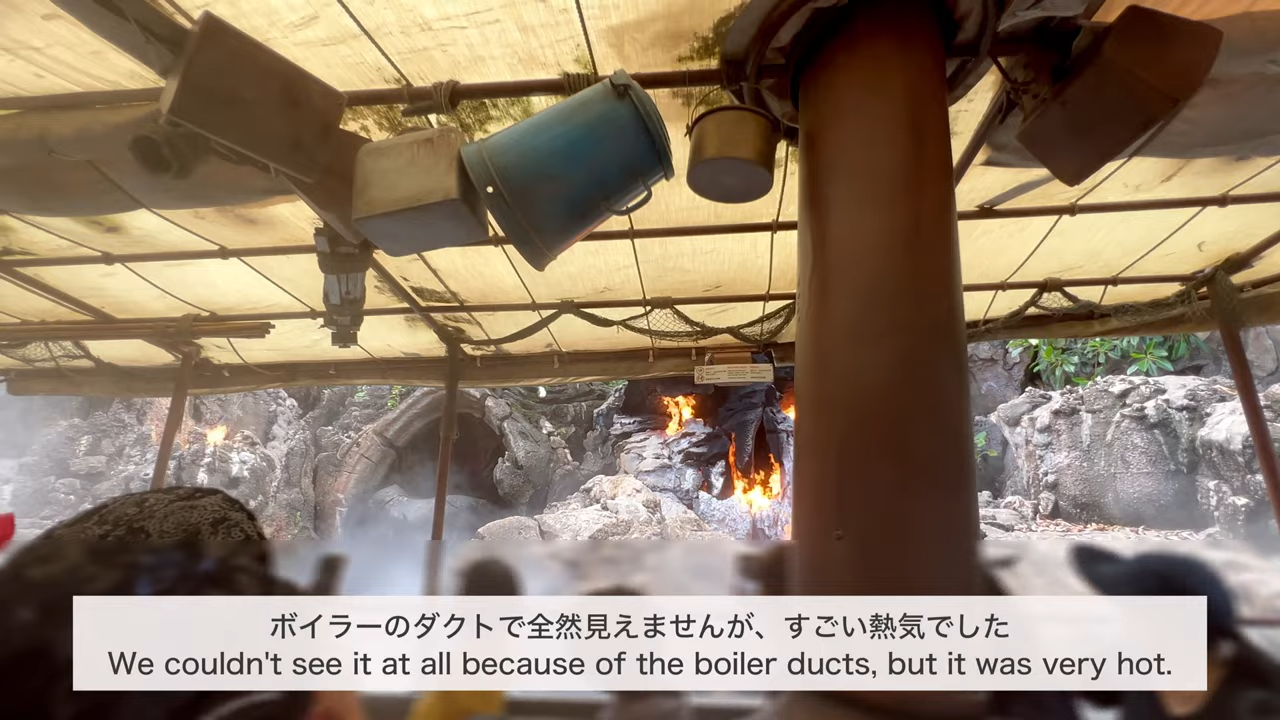 ボイラーのダクトで全然見えませんが、すごい熱気でした
We couldn't see it at all because of the boiler ducts, but it was very hot.